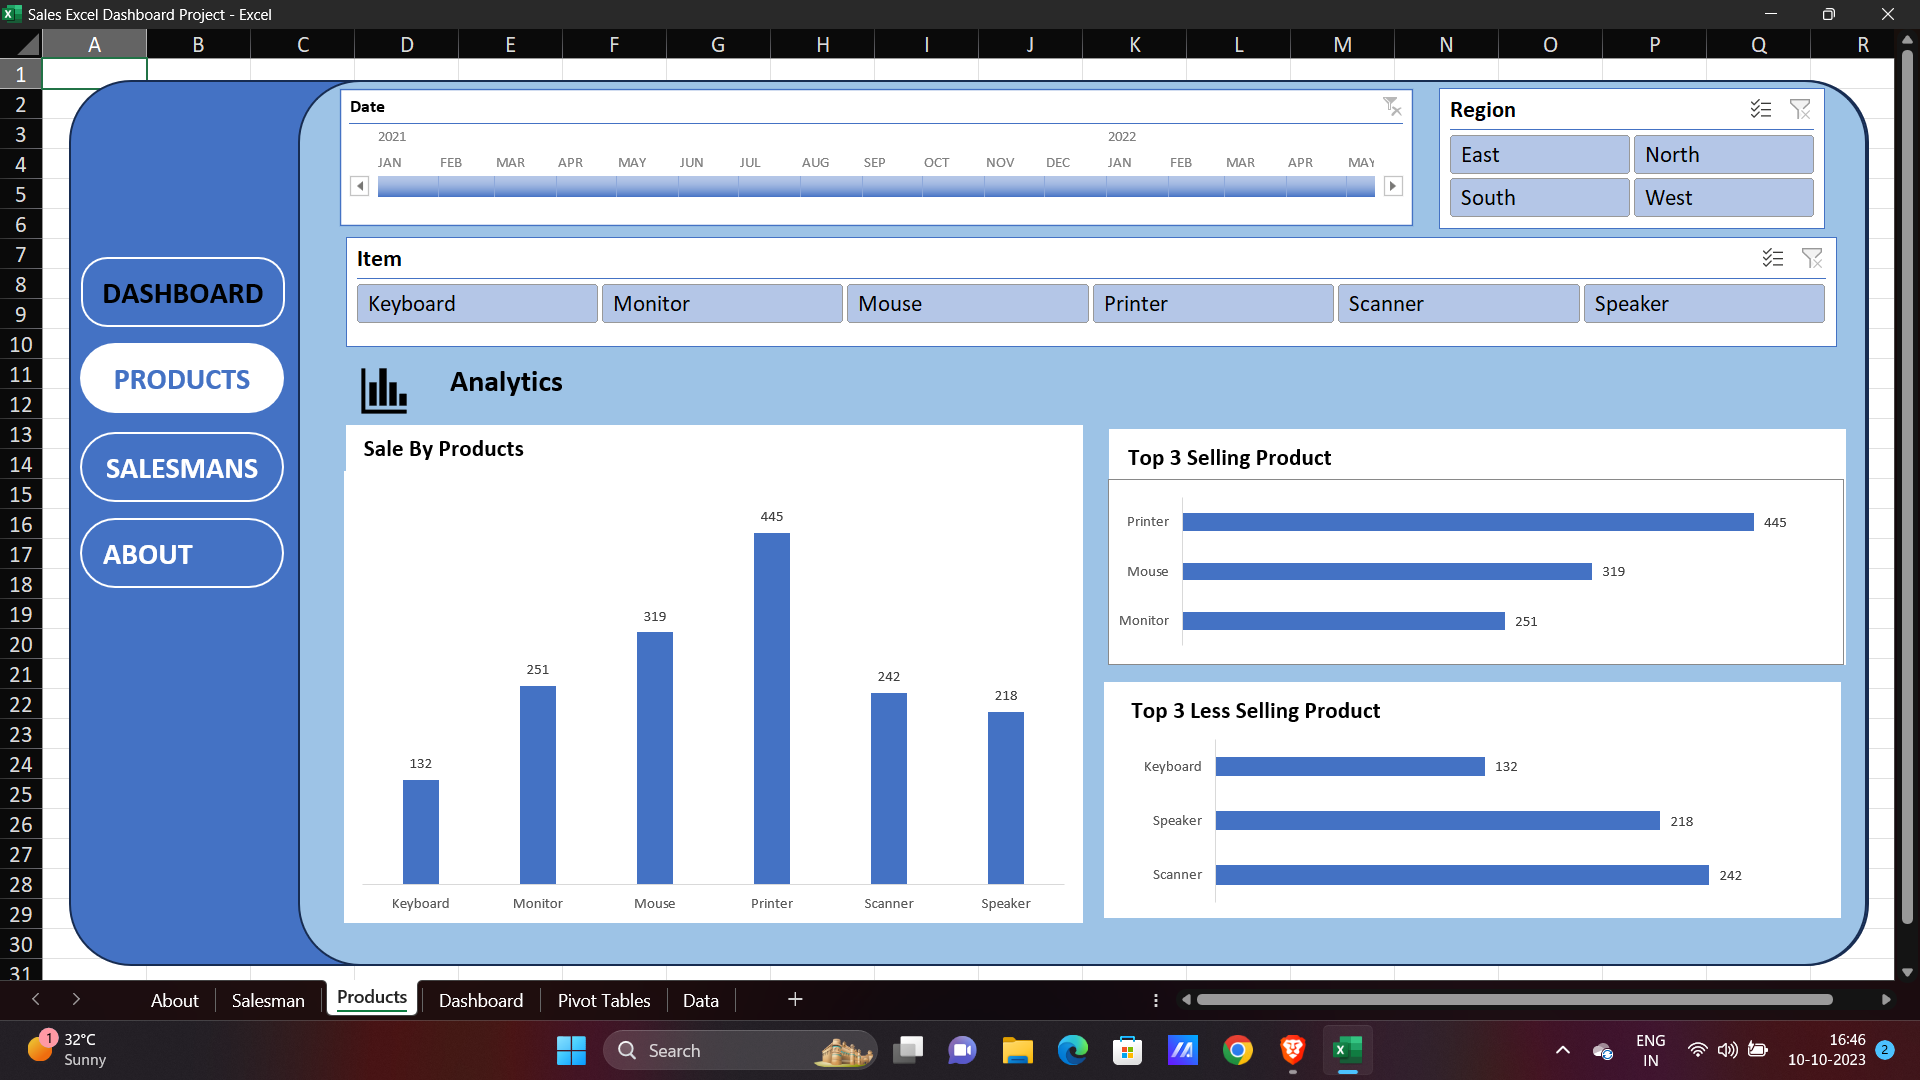 Sales Excel Dashboard Project - Excel
A B C D E F G H I J K L M N O P Q R
1
2
3
4
5
6
7
8
9
10
11
12
13
14
15
16
17
18
19
20
21
22
23
24
25
26
27
28
29
30
31
DASHBOARD
PRODUCTS
SALESMANS
ABOUT
Date
2021 2022
JAN FEB MAR APR MAY JUN JUL AUG SEP OCT NOV DEC JAN FEB MAR APR MAY
Region
East North
South West
Item
Keyboard Monitor Mouse Printer Scanner Speaker
Analytics
Sale By Products
445
319
251
242
218
132
Keyboard Monitor Mouse Printer Scanner Speaker
Top 3 Selling Product
Printer 445
Mouse 319
Monitor 251
Top 3 Less Selling Product
Keyboard 132
Speaker 218
Scanner 242
About Salesman Products Dashboard Pivot Tables Data
1
32°C
Sunny
Search
ENG
IN
16:46
10-10-2023
2